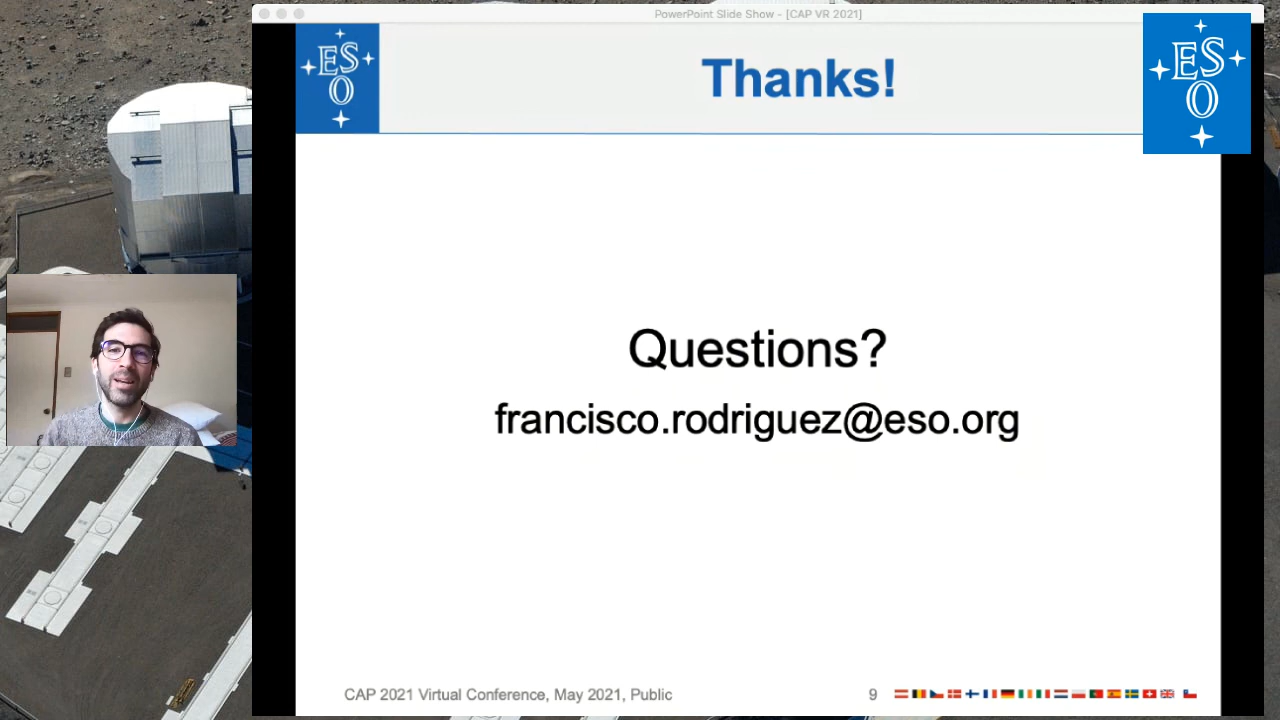 PowerPoint Slide Show - [CAP VR 2021]
ESO
Thanks!
ESO
Questions?
francisco.rodriguez@eso.org
CAP 2021 Virtual Conference, May 2021, Public
9